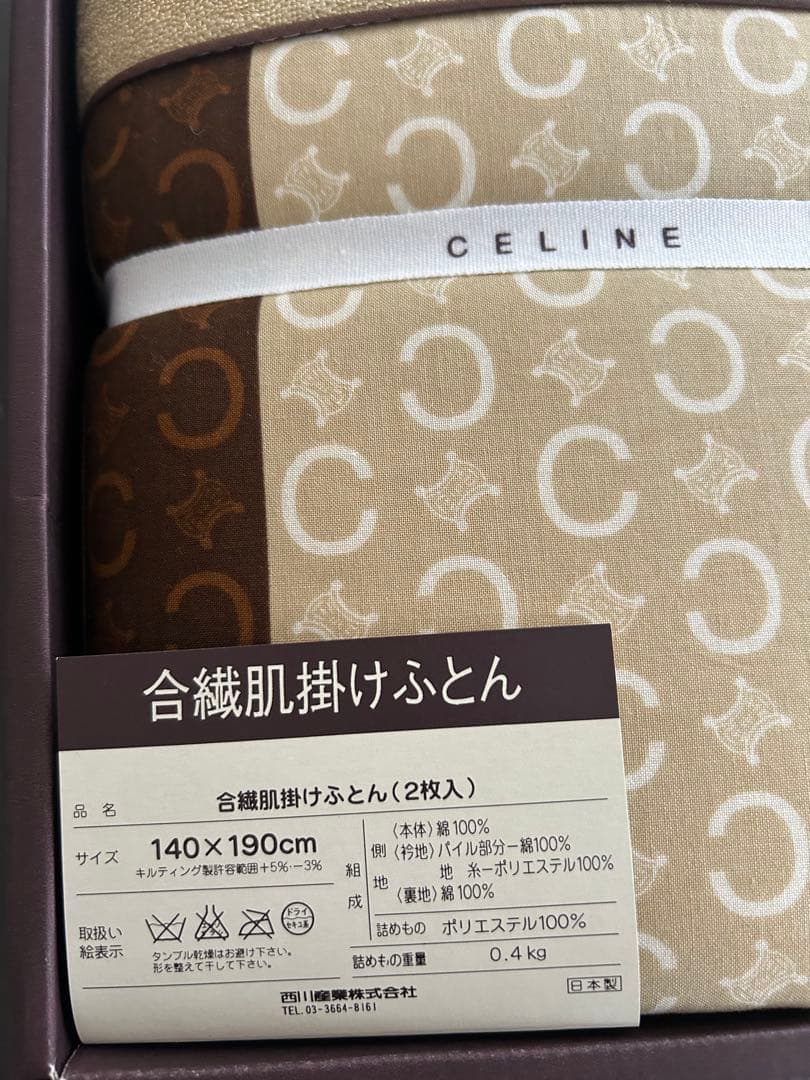 CELINE
合繊肌掛けふとん
品名 合繊肌掛けふとん(2枚入)
サイズ 140×190cm
キルティング製許容範囲+5%・−3%
取扱い
絵表示
ドライ
セキユ系
タンブル乾燥はお避け下さい。
形を整えて干して下さい。
組成
側地
〈本体〉綿100%
〈衿地〉パイル部分−綿100%
地 糸−ポリエステル100%
〈裏地〉綿100%
詰めもの ポリエステル100%
詰めもの重量 0.4kg
西川産業株式会社
TEL.03-3664-8161
日本製